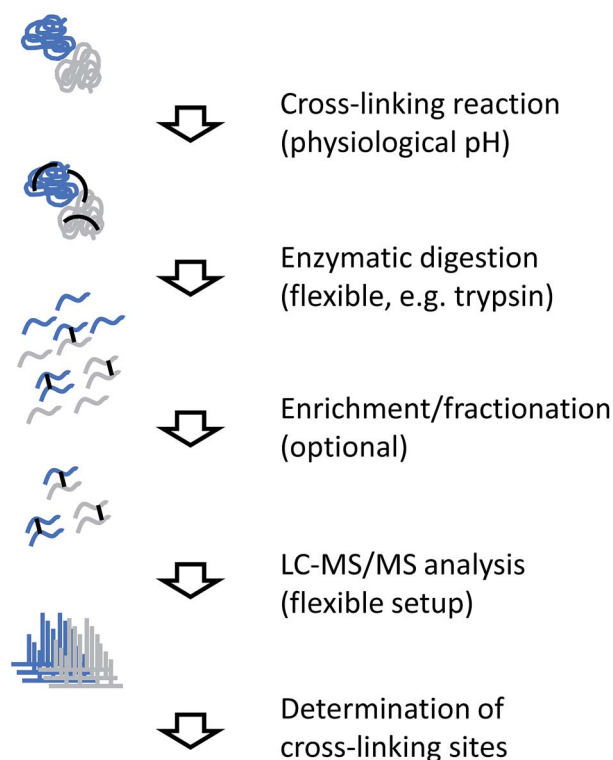 Cross-linking reaction
(physiological pH)
Enzymatic digestion
(flexible, e.g. trypsin)
Enrichment/fractionation
(optional)
LC-MS/MS analysis
(flexible setup)
Determination of
cross-linking sites